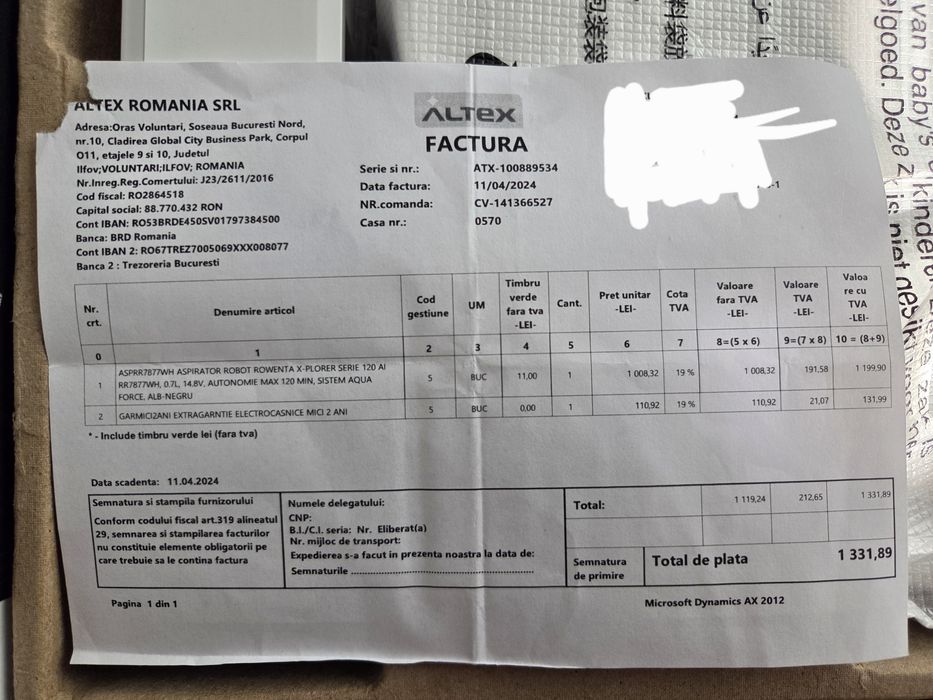 ALTEX ROMANIA SRL
Adresa:Oras Voluntari, Soseaua Bucuresti Nord,
nr.10, Cladirea Global City Business Park, Corpul
O11, etajele 9 si 10, Judetul
Ilfov;VOLUNTARI;ILFOV; ROMANIA
Nr.Inreg.Reg.Comertului: J23/2611/2016
Cod fiscal: RO2864518
Capital social: 88.770.432 RON
Cont IBAN: RO53BRDE450SV01797384500
Banca: BRD Romania
Cont IBAN 2: RO67TREZ7005069XXX008077
Banca 2 : Trezoreria Bucuresti
ALTEX
FACTURA
Serie si nr.: ATX-100889534
Data factura: 11/04/2024
NR.comanda: CV-141366527
Casa nr.: 0570
-1
Nr. crt. Denumire articol Cod gestiune UM Timbru verde fara tva -LEI- Cant. Pret unitar -LEI- Cota TVA Valoare fara TVA -LEI- Valoare TVA -LEI- Valoa re cu TVA -LEI-
0 1 2 3 4 5 6 7 8=(5 x 6) 9=(7 x 8) 10 = (8+9)
1 ASPRR7877WH ASPIRATOR ROBOT ROWENTA X-PLORER SERIE 120 AI 5 BUC 11,00 1 1 008,32 19 % 1 008,32 191,58 1 199,90
RR7877WH, 0.7L, 14.8V, AUTONOMIE MAX 120 MIN, SISTEM AQUA
FORCE, ALB-NEGRU
2 GARMICI2ANI EXTRAGARNTIE ELECTROCASNICE MICI 2 ANI 5 BUC 0,00 1 110,92 19 % 110,92 21,07 131,99
* - Include timbru verde lei (fara tva)
Data scadenta: 11.04.2024
Semnatura si stampila furnizorului
Conform codului fiscal art.319 alineatul
29, semnarea si stampilarea facturilor
nu constituie elemente obligatorii pe
care trebuie sa le contina factura
Numele delegatului:
CNP:
B.I./C.I. seria: Nr. Eliberat(a)
Nr. mijloc de transport:
Expedierea s-a facut in prezenta noastra la data de:
Semnaturile ........................................................
Total: 1 119,24 212,65 1 331,89
Semnatura
de primire
Total de plata 1 331,89
Pagina 1 din 1
Microsoft Dynamics AX 2012
van baby's
elgoed. Deze z